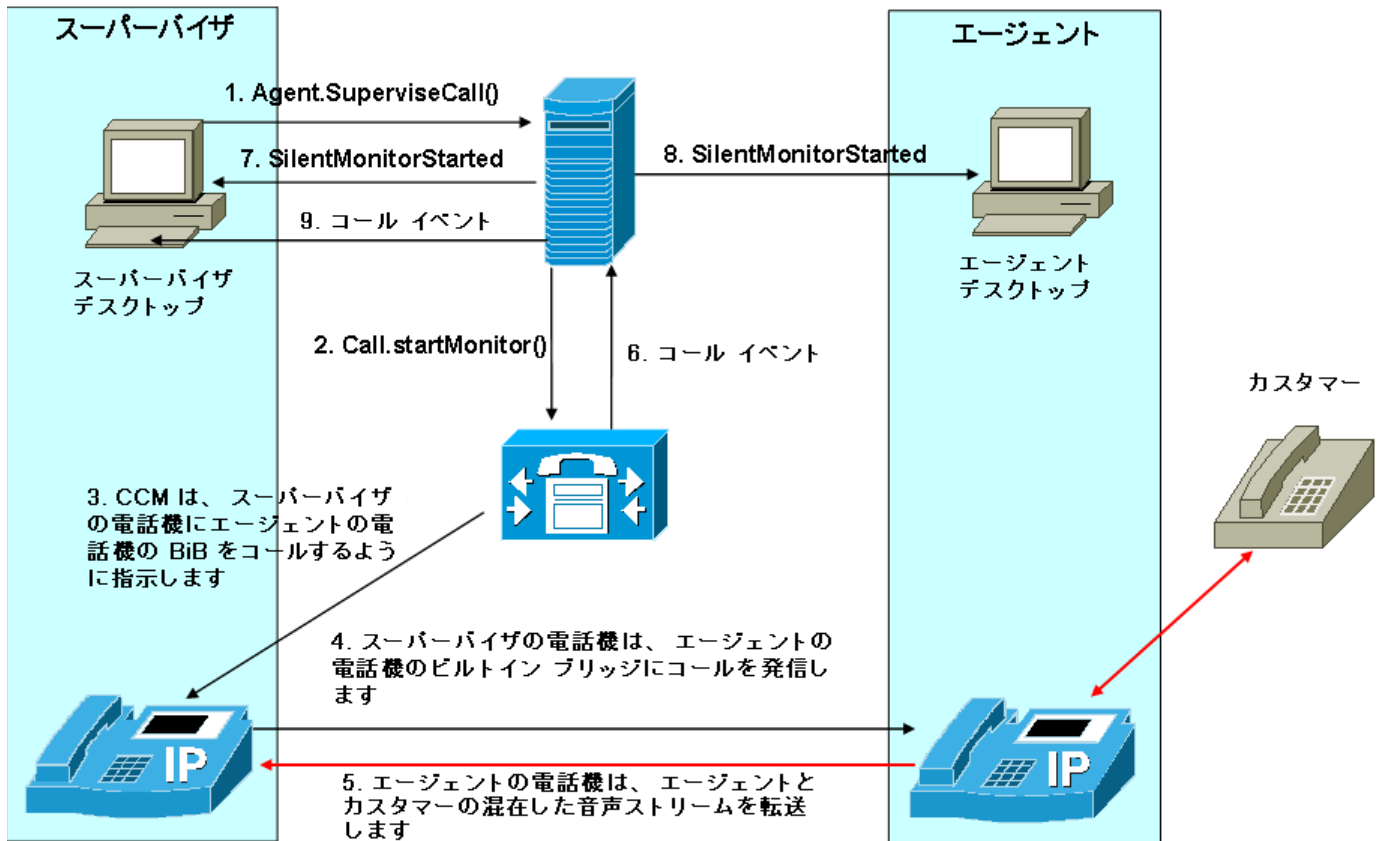 スーパーバイザ
エージェント
1. Agent.SuperviseCall()
7. SilentMonitorStarted
8. SilentMonitorStarted
9. コール イベント
スーパーバイザ
デスクトップ
エージェント
デスクトップ
2. Call.startMonitor()
6. コール イベント
カスタマー
3. CCM は、 スーパーバイザ
の電話機にエージェントの電
話機の BiB をコールするよう
に指示します
4. スーパーバイザの電話機は、 エージェントの
電話機のビルトイン ブリッジにコールを発信し
ます
IP
IP
5. エージェントの電話機は、 エージェントと
カスタマーの混在した音声ストリームを転送
します